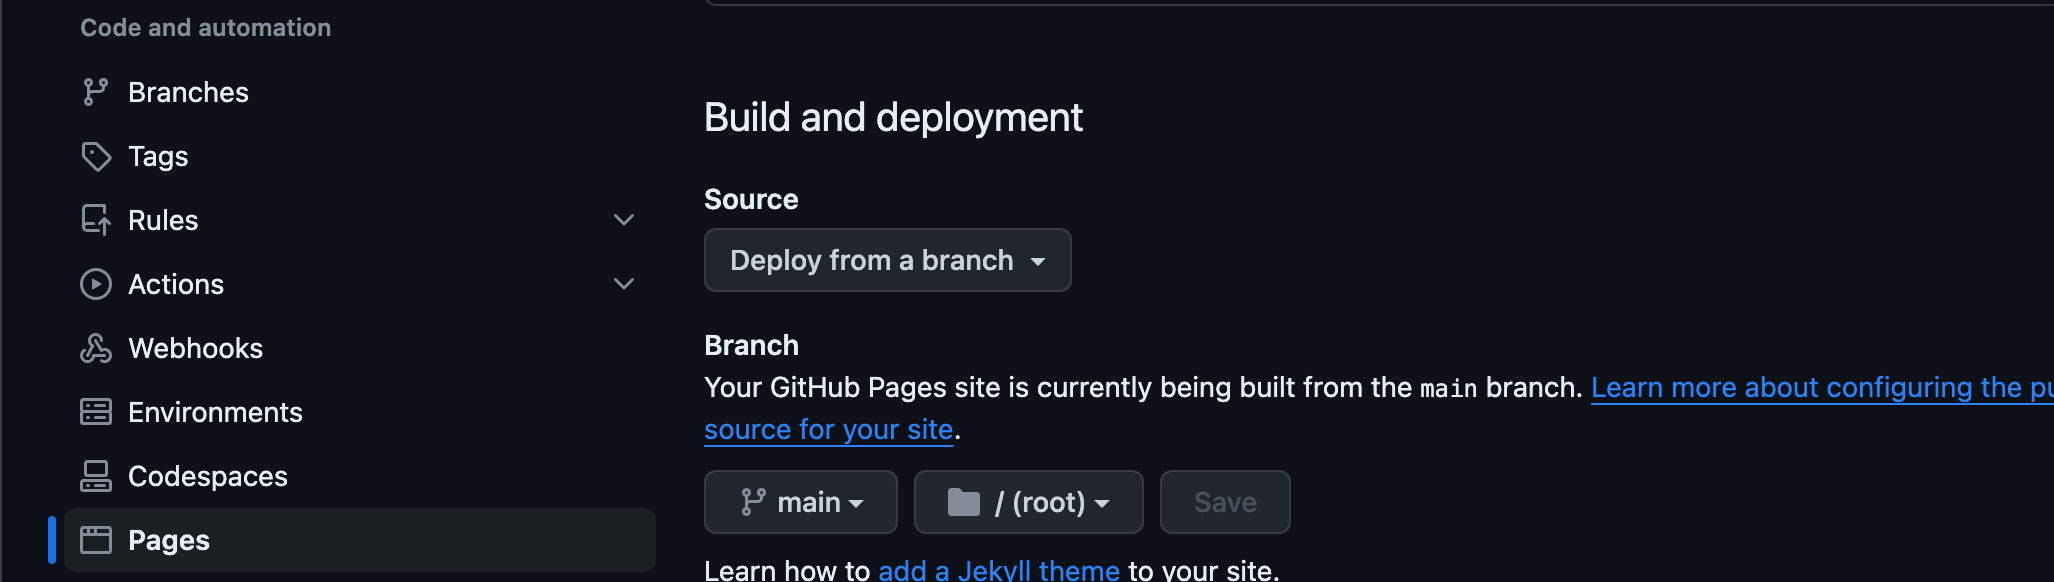 Code and automation
Branches
Tags
Rules
Actions
Webhooks
Environments
Codespaces
Pages
Build and deployment
Source
Deploy from a branch
Branch
Your GitHub Pages site is currently being built from the main branch. Learn more about configuring the
source for your site.
main
/ (root)
Save
Learn how to add a Jekyll theme to your site.